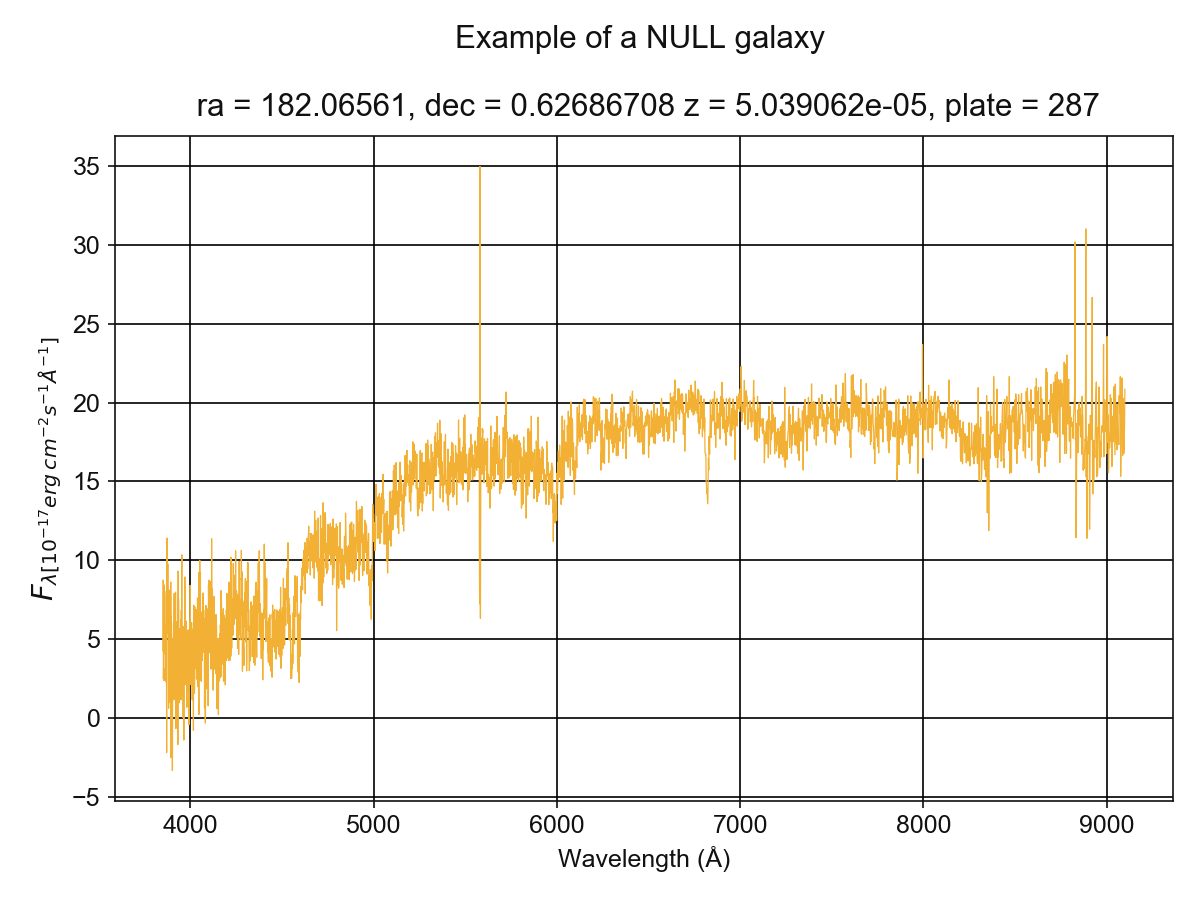 Example of a NULL galaxy
ra = 182.06561, dec = 0.62686708 z = 5.039062e-05, plate = 287
35
30
25
20
15
10
5
0
−5
F_{λ[10^{−17} erg cm^{−2} s^{−1} Å^{−1}]}
4000 5000 6000 7000 8000 9000
Wavelength (Å)